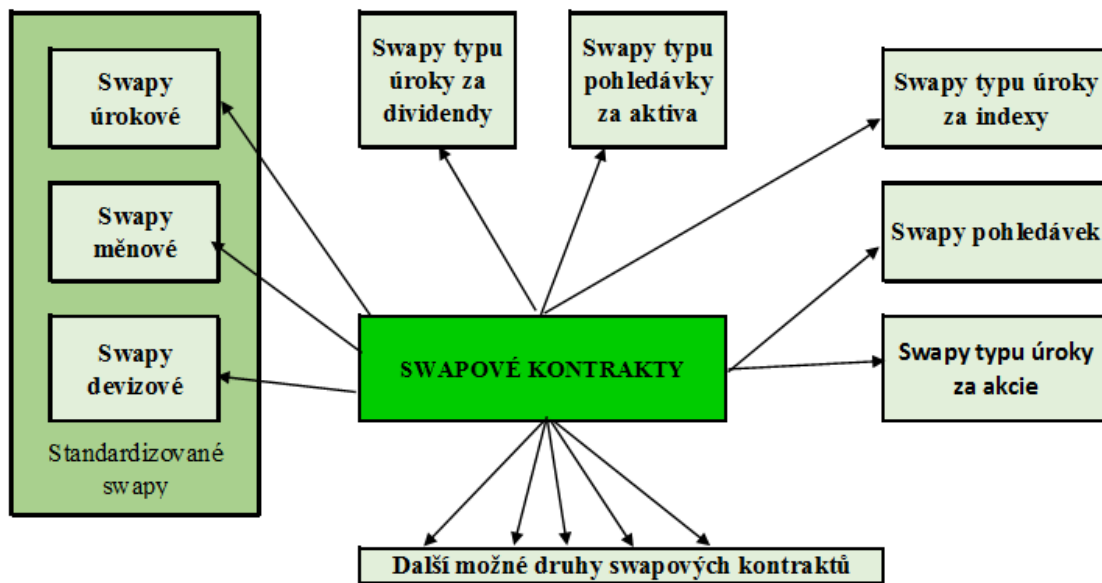 Swapy
úrokové
Swapy
měnové
Swapy
devizové
Standardizované
swapy
Swapy typu
úroky za
dividendy
Swapy typu
pohledávky
za aktiva
Swapy typu úroky
za indexy
Swapy pohledávek
Swapy typu úroky
za akcie
SWAPOVÉ KONTRAKTY
Další možné druhy swapových kontraktů